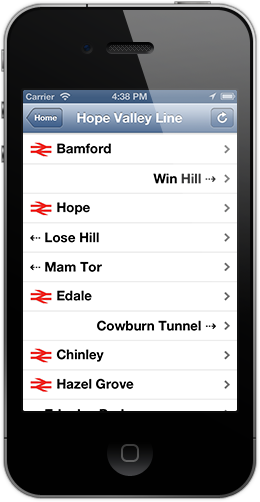 Carrier 4:38 PM
Home Hope Valley Line
Bamford
Win Hill ⇢
Hope
⇠ Lose Hill
⇠ Mam Tor
Edale
Cowburn Tunnel ⇢
Chinley
Hazel Grove